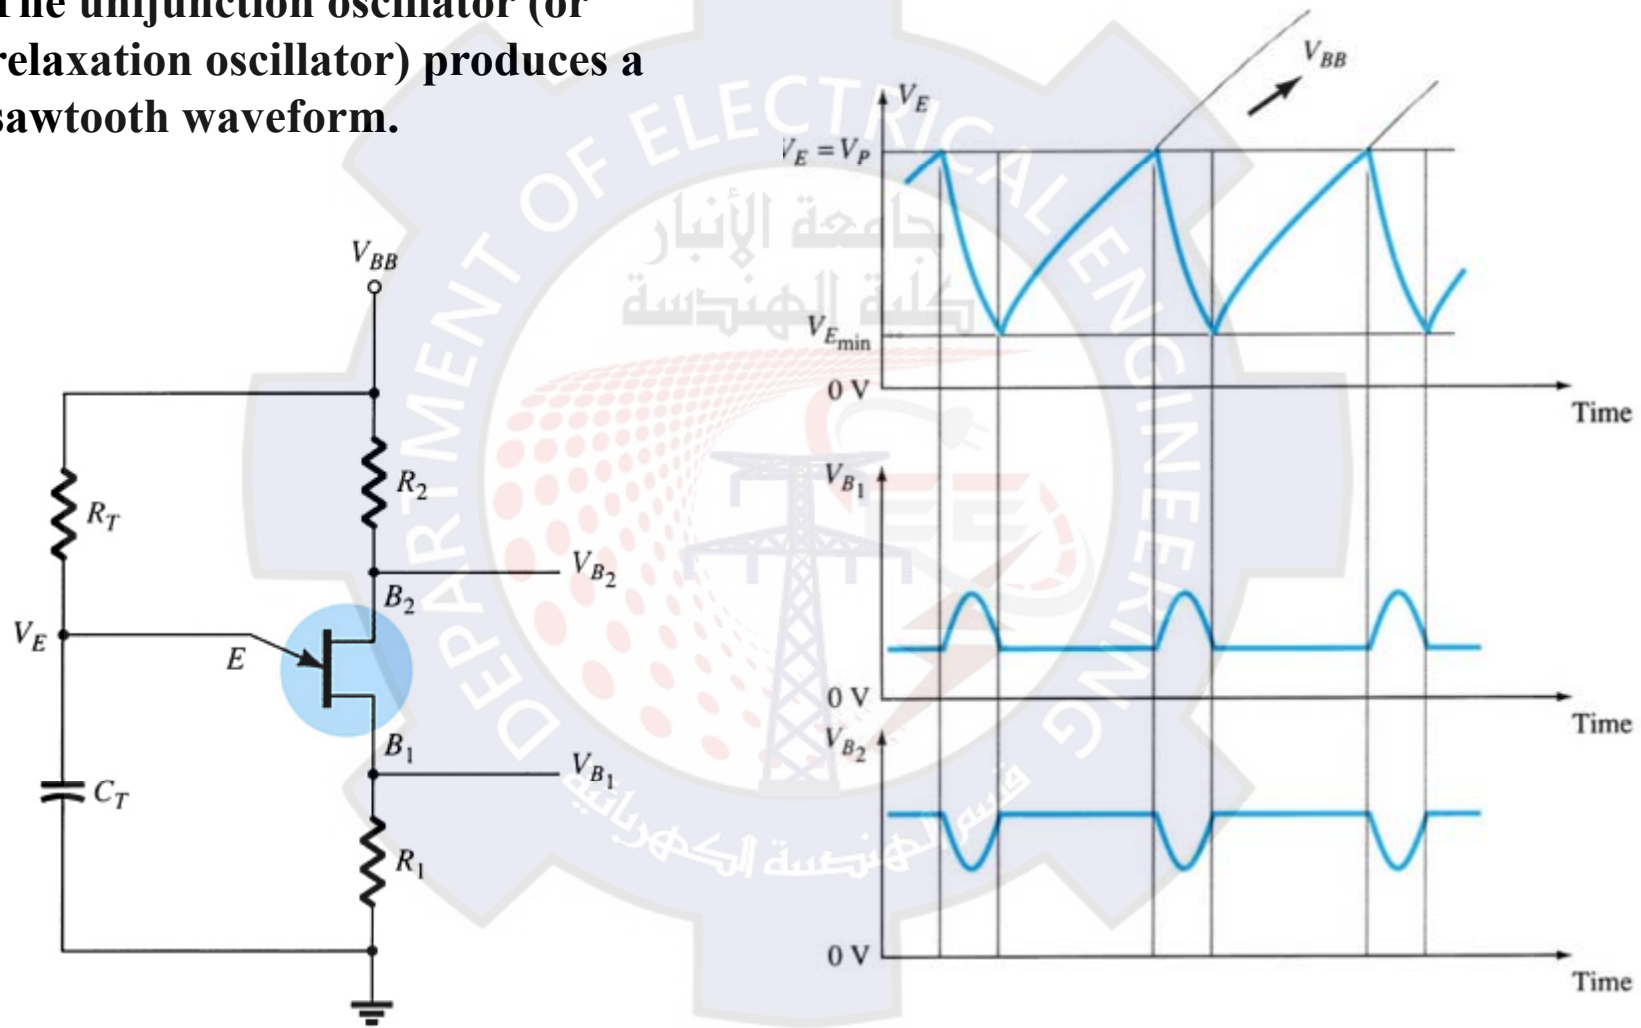 The unijunction oscillator (or
relaxation oscillator) produces a
sawtooth waveform.
V_BB
R_T
R_2
V_B2
B_2
V_E
E
B_1
V_B1
C_T
R_1
V_BB
V_E
V_E = V_P
V_Emin
0 V
Time
V_B1
0 V
Time
V_B2
0 V
Time
DEPARTMENT OF ELECTRICAL ENGINEERING
جامعة الأنبار
كلية الهندسة
قسم الهندسة الكهربائية